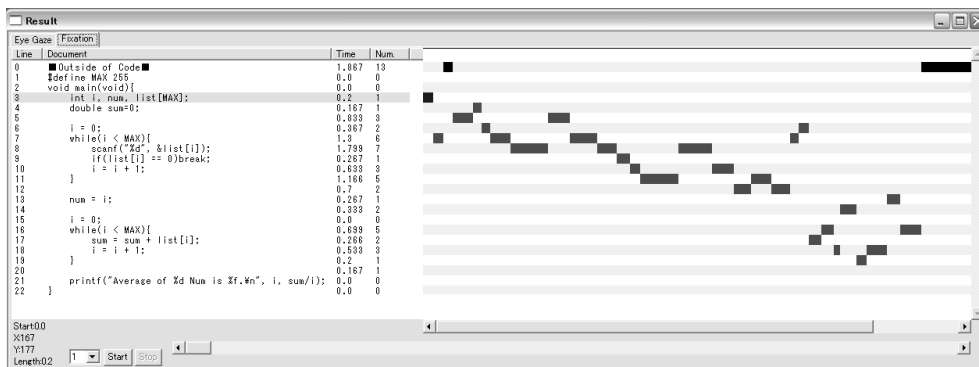 Result
Eye Gaze Fixation
Line Document Time Num.
0 ■Outside of Code■ 1.867 13
1 #define MAX 255 0.0 0
2 void main(void){ 0.0 0
3 int i, num, list[MAX]; 0.2 1
4 double sum=0; 0.167 1
5 0.833 3
6 i = 0; 0.367 2
7 while(i < MAX){ 1.3 6
8 scanf("%d", &list[i]); 1.799 7
9 if(list[i] == 0)break; 0.267 1
10 i = i + 1; 0.633 3
11 } 1.166 5
12 0.7 2
13 num = i; 0.267 1
14 0.333 2
15 i = 0; 0.0 0
16 while(i < MAX){ 0.699 5
17 sum = sum + list[i]; 0.266 2
18 i = i + 1; 0.533 3
19 } 0.2 1
20 0.167 1
21 printf("Average of %d Num is %f.¥n", i, sum/i); 0.0 0
22 } 0.0 0
Start:0.0
X:167
Y:177
Length:0.2
1 Start Stop